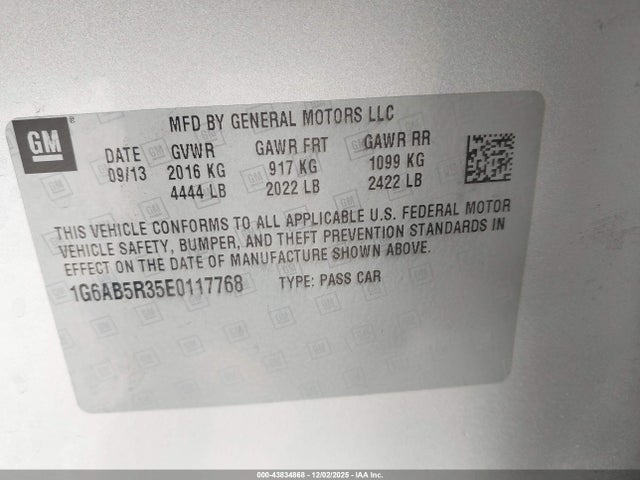 GM®
MFD BY GENERAL MOTORS LLC
DATE GVWR GAWR FRT GAWR RR
09/13 2016 KG 917 KG 1099 KG
4444 LB 2022 LB 2422 LB
THIS VEHICLE CONFORMS TO ALL APPLICABLE U.S. FEDERAL MOTOR
VEHICLE SAFETY, BUMPER, AND THEFT PREVENTION STANDARDS IN
EFFECT ON THE DATE OF MANUFACTURE SHOWN ABOVE.
1G6AB5R35E0117768 TYPE: PASS CAR
000-43834868 • 12/02/2025 • IAA Inc.